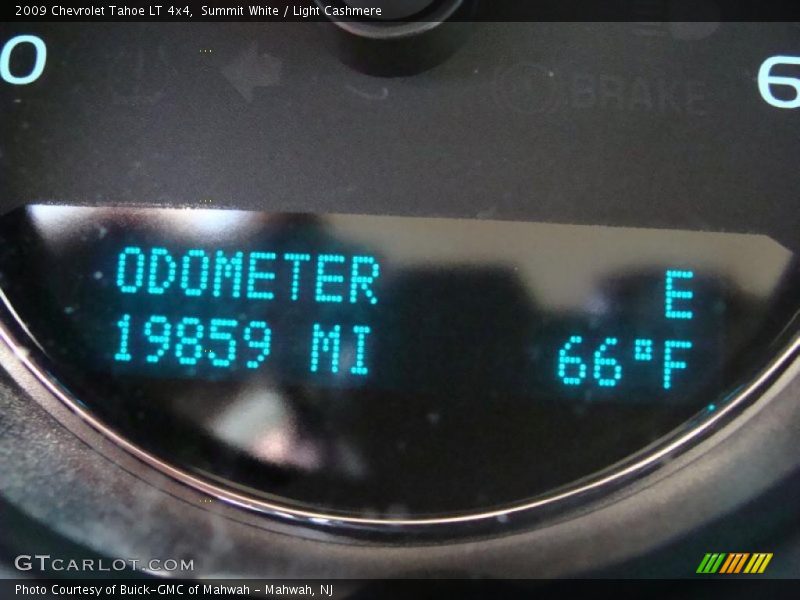 2009 Chevrolet Tahoe LT 4x4, Summit White / Light Cashmere
0 6
BRAKE
ODOMETER E
19859 MI 66°F
GTCARLOT.COM
Photo Courtesy of Buick-GMC of Mahwah - Mahwah, NJ